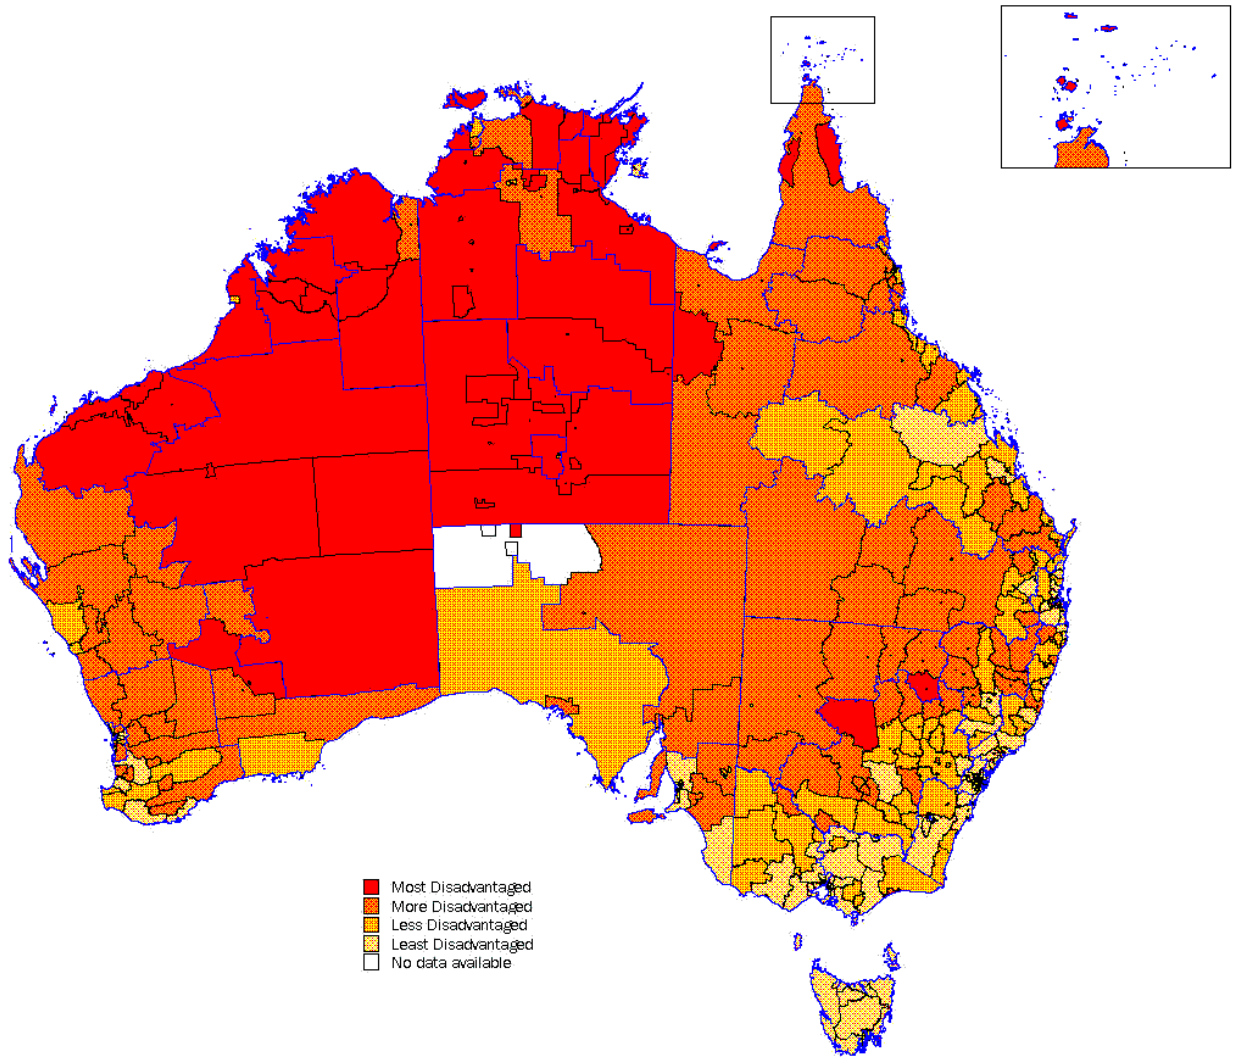 Most Disadvantaged
More Disadvantaged
Less Disadvantaged
Least Disadvantaged
No data available